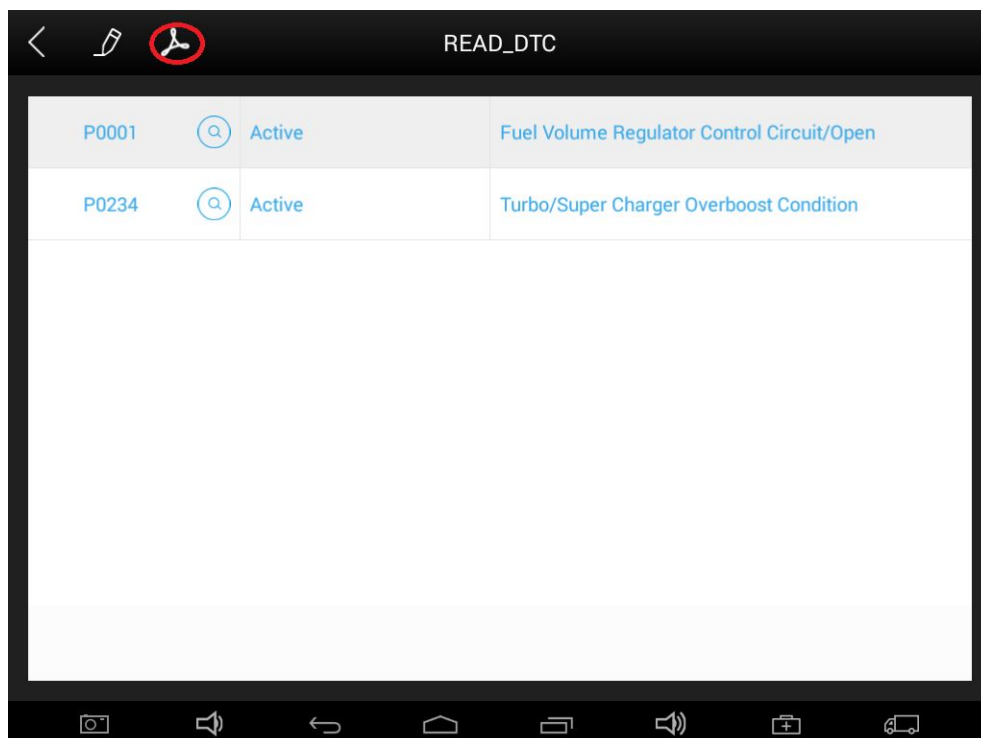 READ_DTC
P0001 Active Fuel Volume Regulator Control Circuit/Open
P0234 Active Turbo/Super Charger Overboost Condition